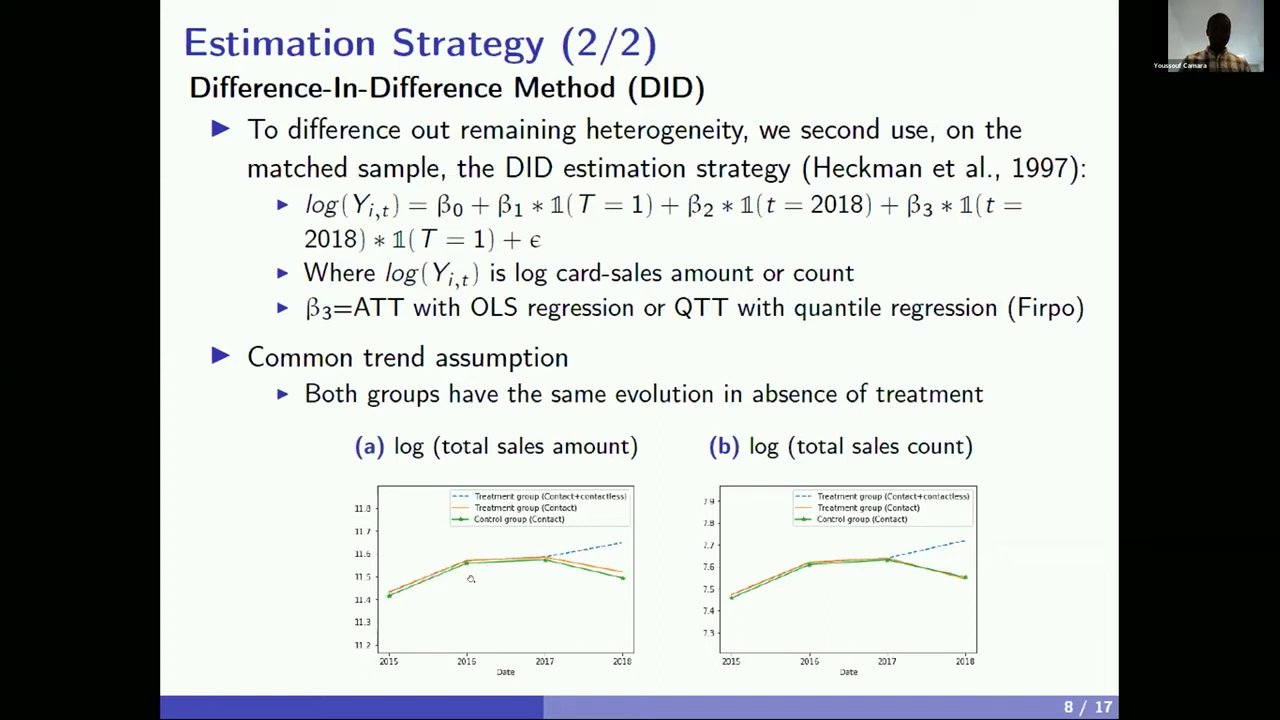 Estimation Strategy (2/2)
Difference-In-Difference Method (DID)
▶ To difference out remaining heterogeneity, we second use, on the
matched sample, the DID estimation strategy (Heckman et al., 1997):
▶ log(Y_{i,t}) = β₀ + β₁ ∗ 𝟙(T = 1) + β₂ ∗ 𝟙(t = 2018) + β₃ ∗ 𝟙(t =
2018) ∗ 𝟙(T = 1) + ϵ
▶ Where log(Y_{i,t}) is log card-sales amount or count
▶ β₃=ATT with OLS regression or QTT with quantile regression (Firpo)
▶ Common trend assumption
▶ Both groups have the same evolution in absence of treatment
(a) log (total sales amount)
Treatment group (Contact+contactless)
Treatment group (Contact)
Control group (Contact)
11.8
11.7
11.6
11.5
11.4
11.3
11.2
2015 2016 2017 2018
Date
(b) log (total sales count)
Treatment group (Contact+contactless)
Treatment group (Contact)
Control group (Contact)
7.9
7.8
7.7
7.6
7.5
7.4
7.3
2015 2016 2017 2018
Date
8 / 17
Youssouf Camara